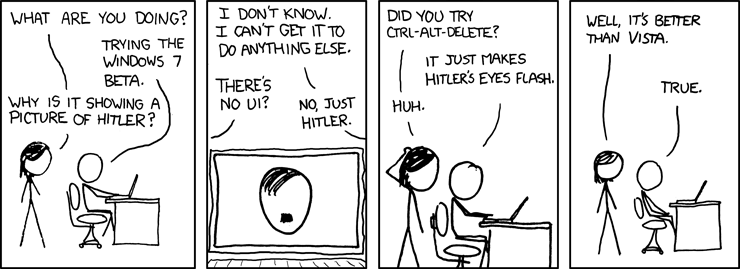 WHAT ARE YOU DOING?
TRYING THE
WINDOWS 7
BETA.
WHY IS IT SHOWING A
PICTURE OF HITLER?
I DON'T KNOW.
I CAN'T GET IT TO
DO ANYTHING ELSE.
THERE'S
NO UI?
NO, JUST
HITLER.
DID YOU TRY
CTRL-ALT-DELETE?
IT JUST MAKES
HITLER'S EYES FLASH.
HUH.
WELL, IT'S BETTER
THAN VISTA.
TRUE.